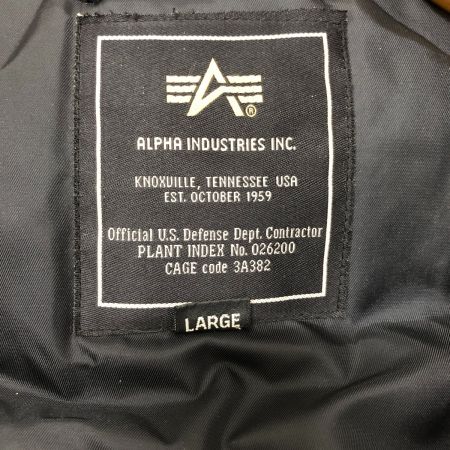 ®
ALPHA INDUSTRIES INC.
KNOXVILLE, TENNESSEE USA
EST. OCTOBER 1959
Official U.S. Defense Dept. Contractor
PLANT INDEX No. 026200
CAGE code 3A382
LARGE